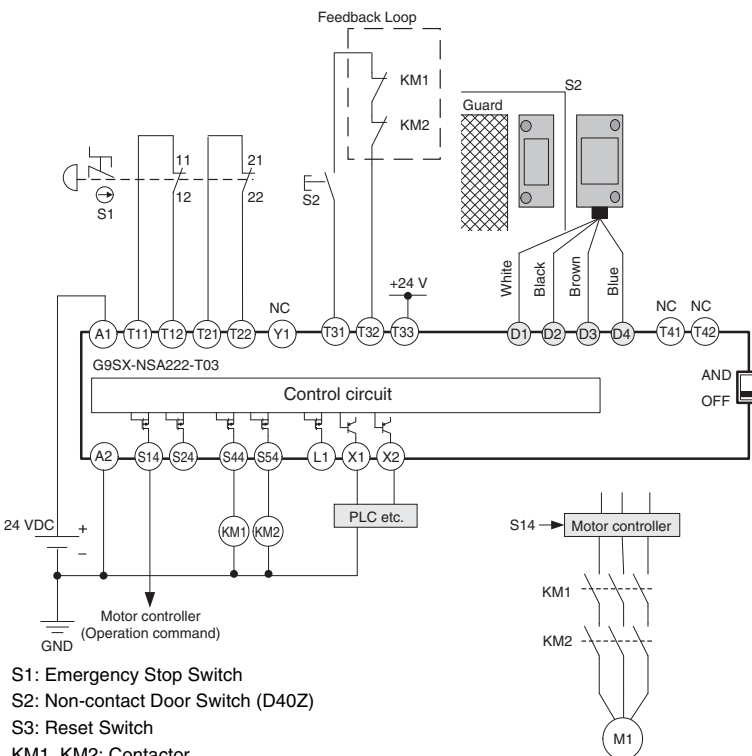 Feedback Loop
KM1
KM2
S2
Guard
11
12
21
22
S1
S2
White
Black
Brown
Blue
+24 V
NC
NC
NC
A1
T11
T12
T21
T22
Y1
T31
T32
T33
D1
D2
D3
D4
T41
T42
G9SX-NSA222-T03
AND
OFF
Control circuit
A2
S14
S24
S44
S54
L1
X1
X2
24 VDC
+
–
KM1
KM2
PLC etc.
S14
Motor controller
KM1
KM2
M1
GND
Motor controller
(Operation command)
S1: Emergency Stop Switch
S2: Non-contact Door Switch (D40Z)
S3: Reset Switch
KM1, KM2: Contactor